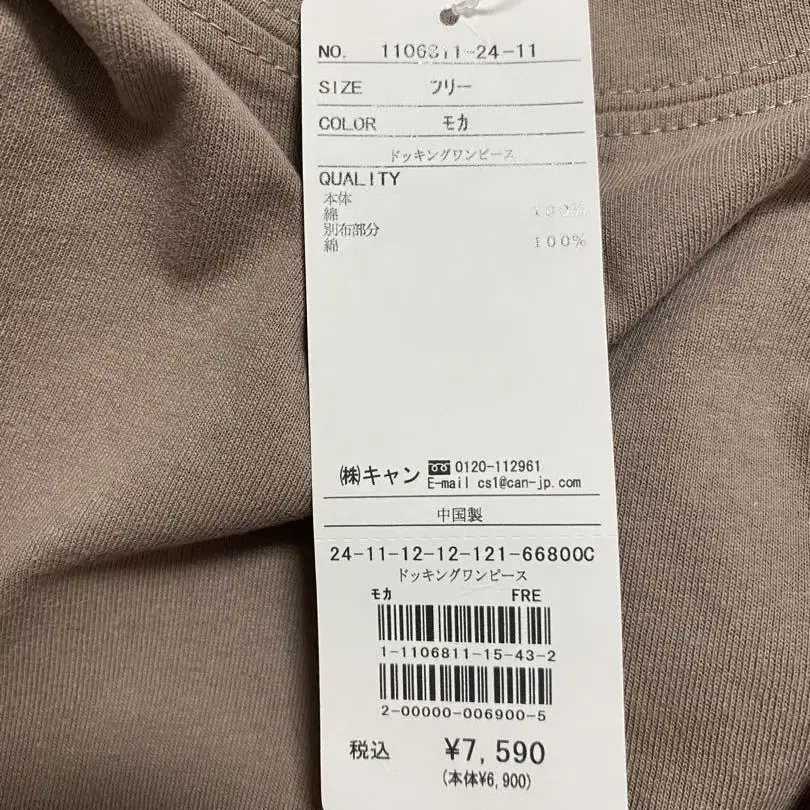 NO. 1106811-24-11
SIZE フリー
COLOR モカ
ドッキングワンピース
QUALITY
本体
綿 100%
別布部分
綿 100%
㈱キャン 0120-112961
E-mail cs1@can-jp.com
中国製
24-11-12-12-121-66800C
ドッキングワンピース
モカ FRE
1-1106811-15-43-2
2-00000-006900-5
税込 ¥7,590
(本体¥6,900)